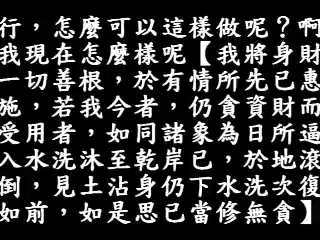 行，怎麼可以這樣做呢？啊
我現在怎麼樣呢【我將身財
一切善根，於有情所先已惠
施，若我今者，仍貪資財而
受用者，如同諸象為日所逼
入水洗沐至乾岸已，於地滾
倒，見土沾身仍下水洗次復
如前，如是思已當修無貪】